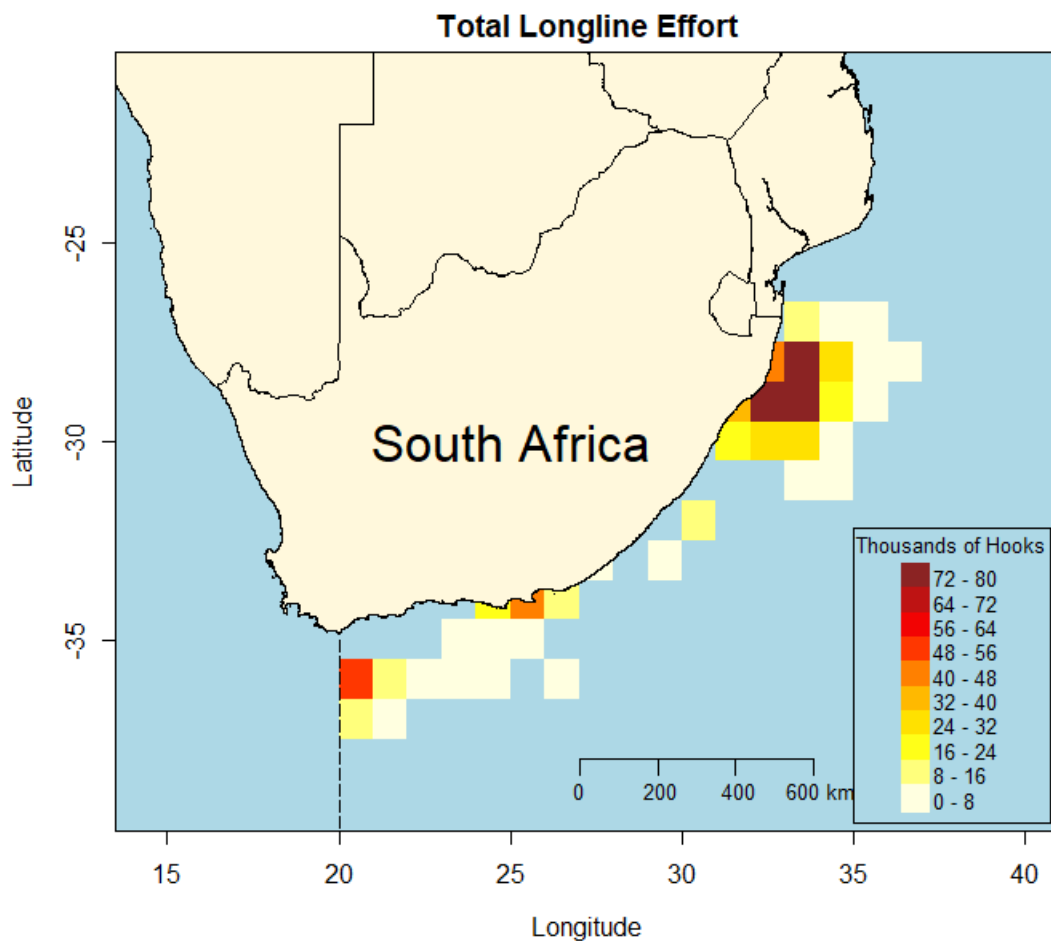 Total Longline Effort
-25
-30
-35
Latitude
South Africa
Thousands of Hooks
72 - 80
64 - 72
56 - 64
48 - 56
40 - 48
32 - 40
24 - 32
16 - 24
8 - 16
0 - 8
0 200 400 600 km
15 20 25 30 35 40
Longitude